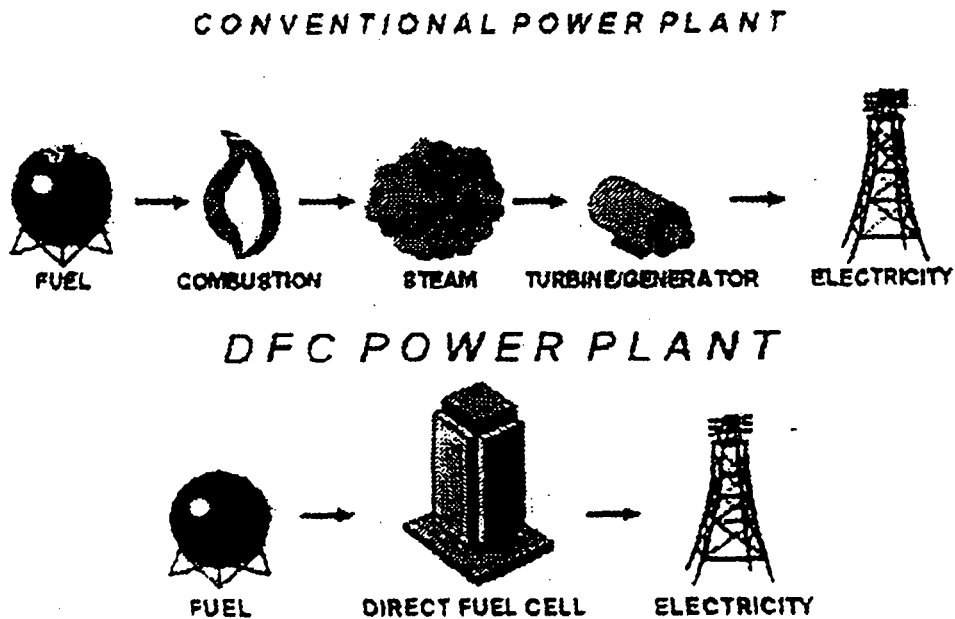 CONVENTIONAL POWER PLANT
FUEL COMBUSTION STEAM TURBINE/GENERATOR ELECTRICITY
DFC POWER PLANT
FUEL DIRECT FUEL CELL ELECTRICITY